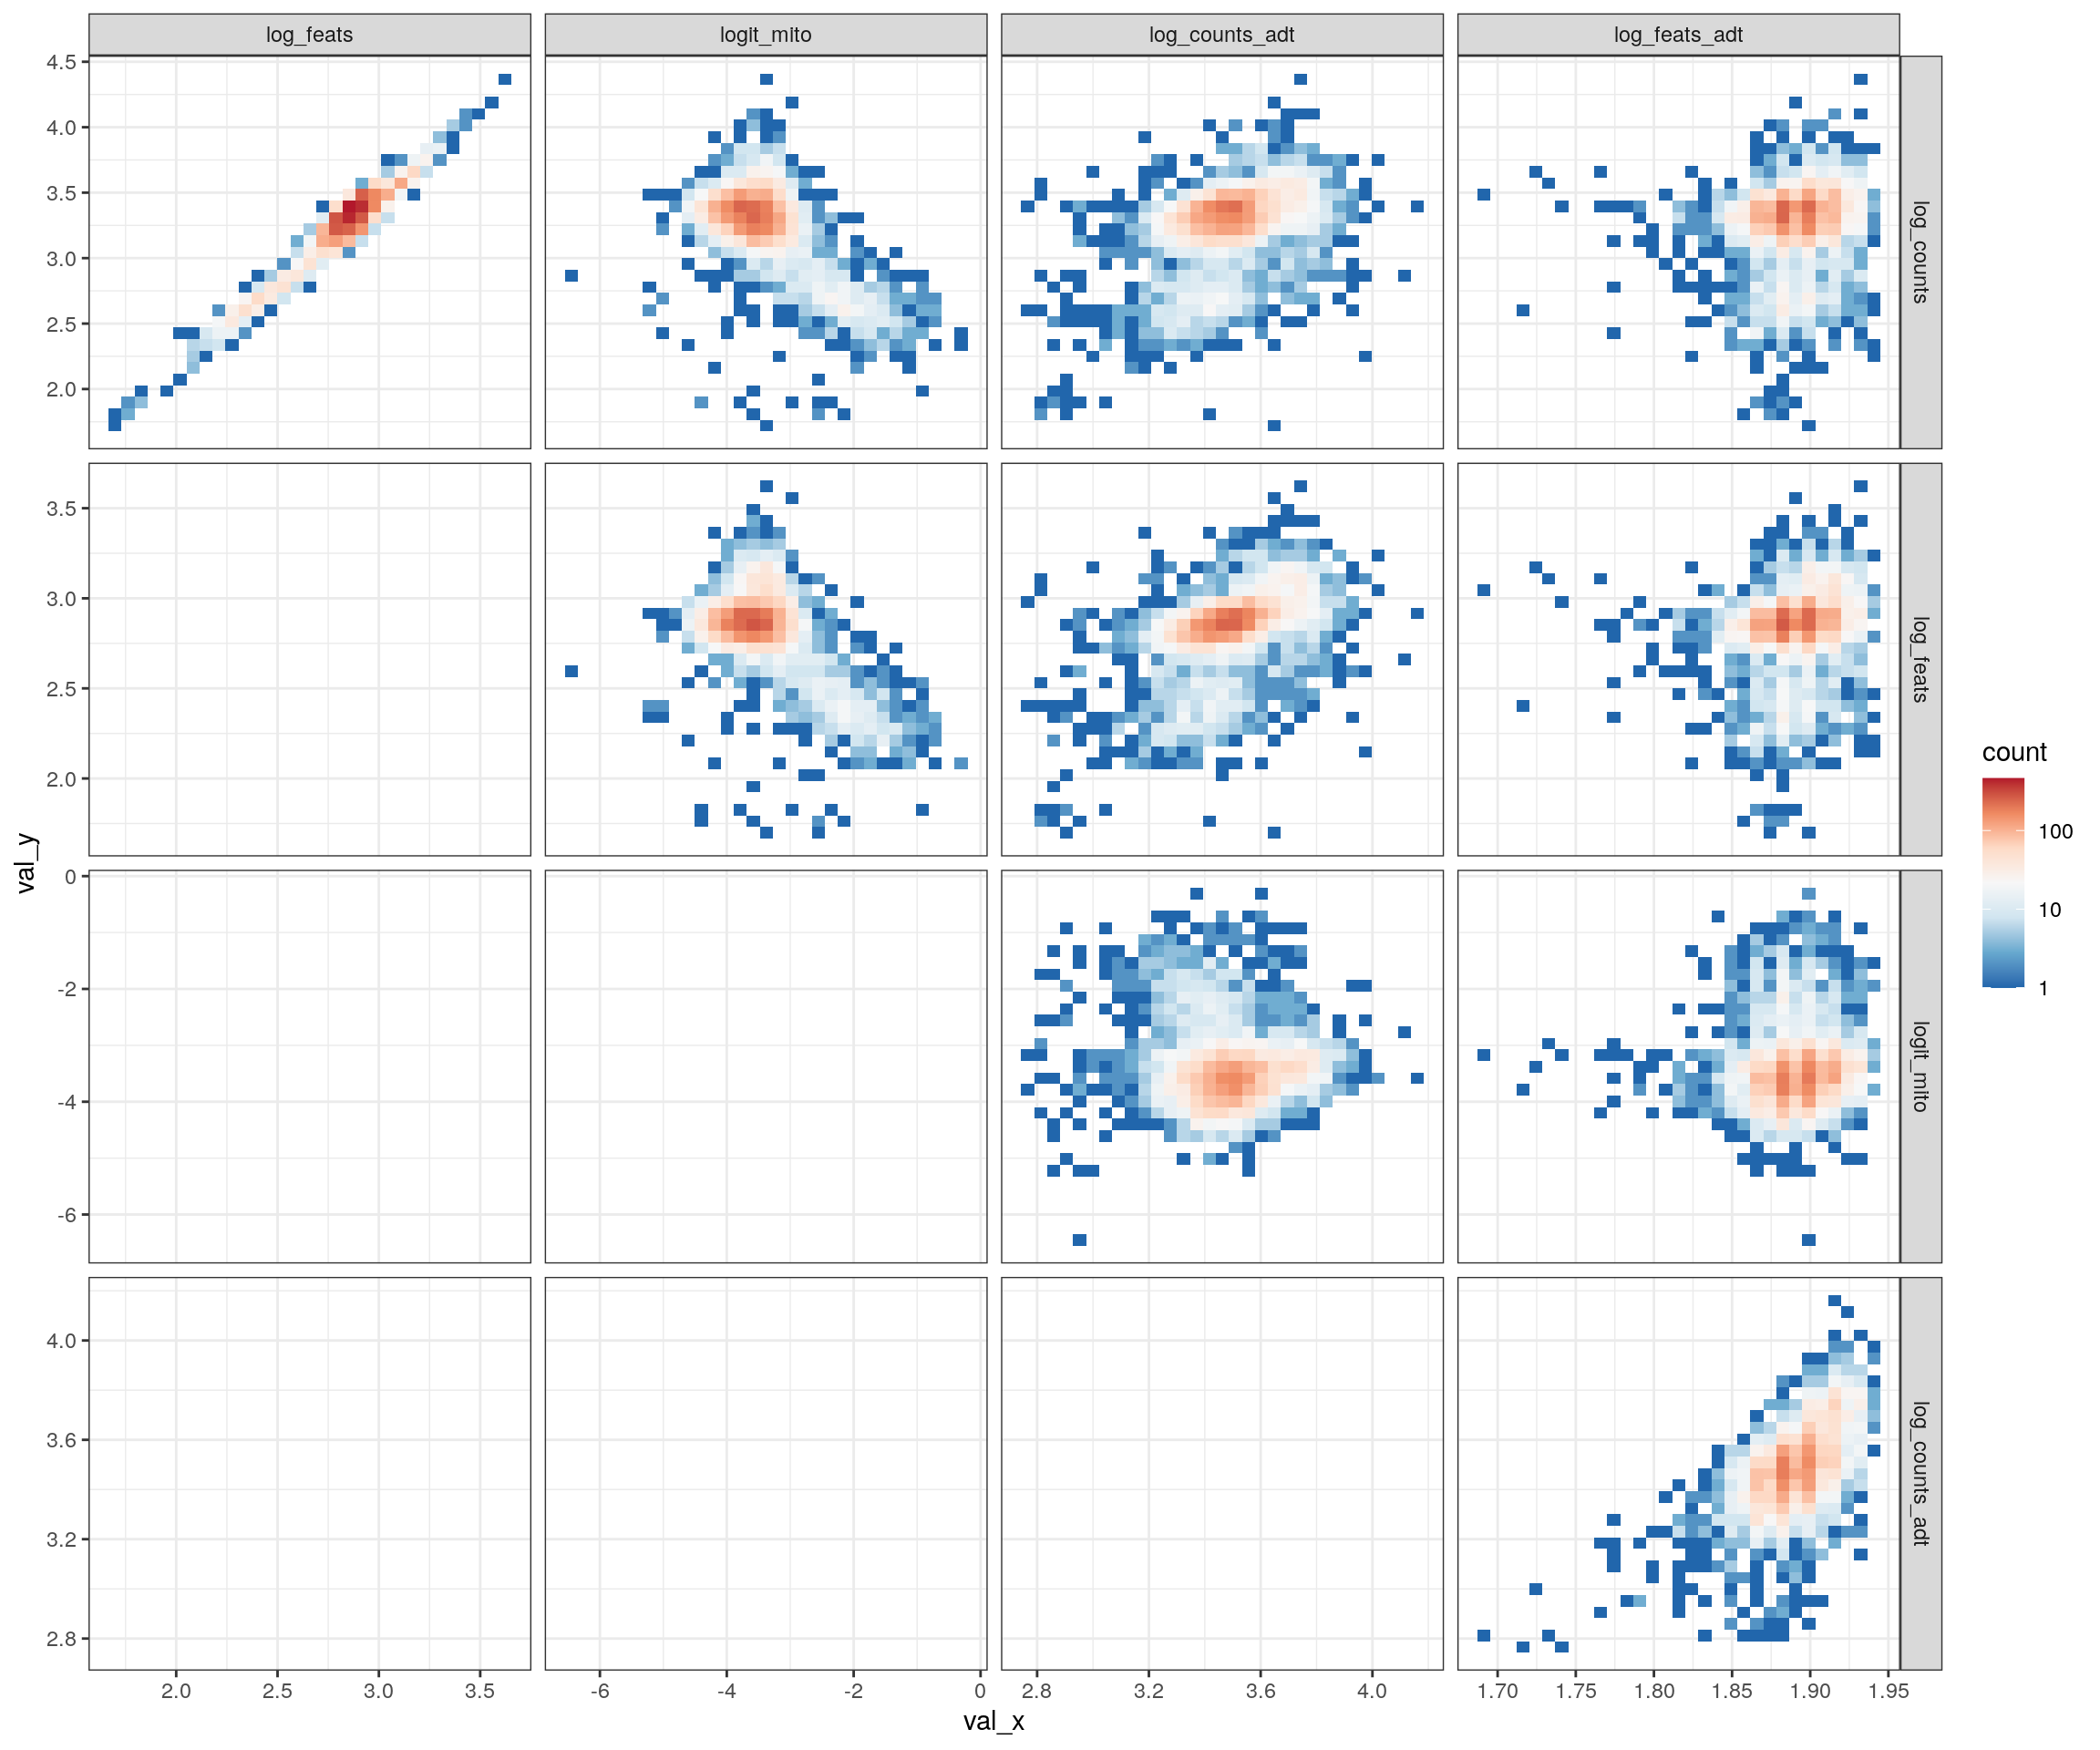 log_feats logit_mito log_counts_adt log_feats_adt
4.5
4.0
3.5
3.0
2.5
2.0
log_counts
3.5
3.0
2.5
2.0
log_feats
val_y
0
-2
-4
-6
logit_mito
count
100
10
1
4.0
3.6
3.2
2.8
log_counts_adt
2.0 2.5 3.0 3.5 -6 -4 -2 0 2.8 3.2 3.6 4.0 1.70 1.75 1.80 1.85 1.90 1.95
val_x